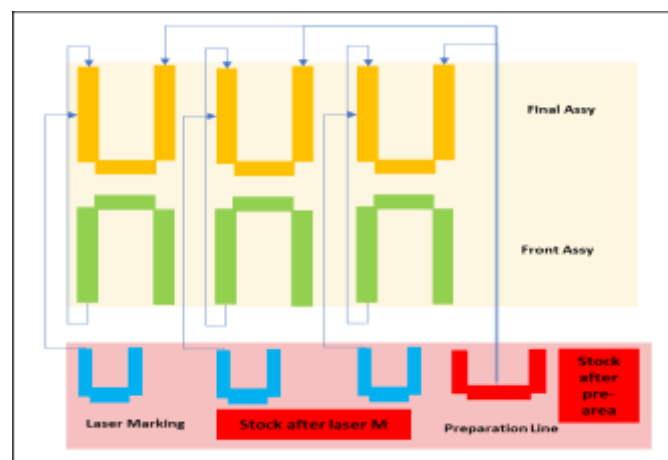 Final Assy
Front Assy
Stock
after
pre-
area
Laser Marking
Stock after laser M
Preparation Line